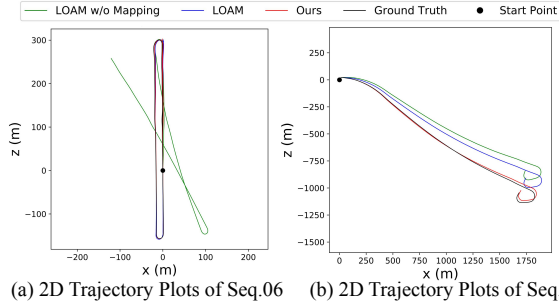 LOAM w/o Mapping LOAM Ours Ground Truth Start Point
300
200
100
0
−100
z (m)
−200 −100 0 100 200
x (m)
250
0
−250
−500
−750
−1000
−1250
−1500
z (m)
0 250 500 750 1000 1250 1500 1750
x (m)
(a) 2D Trajectory Plots of Seq.06 (b) 2D Trajectory Plots of Seq